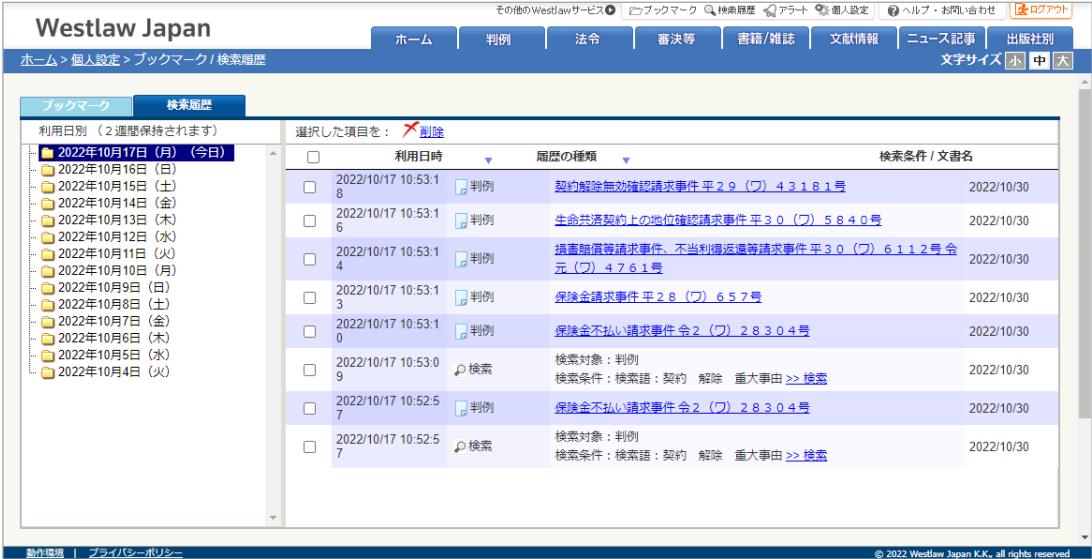 その他のWestlawサービス ブックマーク 検索履歴 アラート 個人設定 ヘルプ・お問い合わせ ログアウト
Westlaw Japan
ホーム 判例 法令 審決等 書籍/雑誌 文献情報 ニュース記事 出版社別
ホーム > 個人設定 > ブックマーク / 検索履歴 文字サイズ 小 中 大
ブックマーク 検索履歴
利用日別 (2週間保持されます)
2022年10月17日(月) (今日)
2022年10月16日(日)
2022年10月15日(土)
2022年10月14日(金)
2022年10月13日(木)
2022年10月12日(水)
2022年10月11日(火)
2022年10月10日(月)
2022年10月9日(日)
2022年10月8日(土)
2022年10月7日(金)
2022年10月6日(木)
2022年10月5日(水)
2022年10月4日(火)
選択した項目を: 削除
利用日時 履歴の種類 検索条件 / 文書名
2022/10/17 10:53:1
8
判例 契約解除無効確認請求事件 平29(ワ)43181号 2022/10/30
2022/10/17 10:53:1
6
判例 生命共済契約上の地位確認請求事件 平30(ワ)5840号 2022/10/30
2022/10/17 10:53:1
4
判例 損害賠償等請求事件、不当利得返還等請求事件 平30(ワ)6112号 令
元(ワ)4761号 2022/10/30
2022/10/17 10:53:1
3
判例 保険金請求事件 平28(ワ)657号 2022/10/30
2022/10/17 10:53:1
0
判例 保険金不払い請求事件 令2(ワ)28304号 2022/10/30
2022/10/17 10:53:0
9
検索 検索対象:判例
検索条件:検索語:契約 解除 重大事由 >> 検索 2022/10/30
2022/10/17 10:52:5
7
判例 保険金不払い請求事件 令2(ワ)28304号 2022/10/30
2022/10/17 10:52:5
7
検索 検索対象:判例
検索条件:検索語:契約 解除 重大事由 >> 検索 2022/10/30
動作環境 | プライバシーポリシー © 2022 Westlaw Japan K.K., all rights reserved